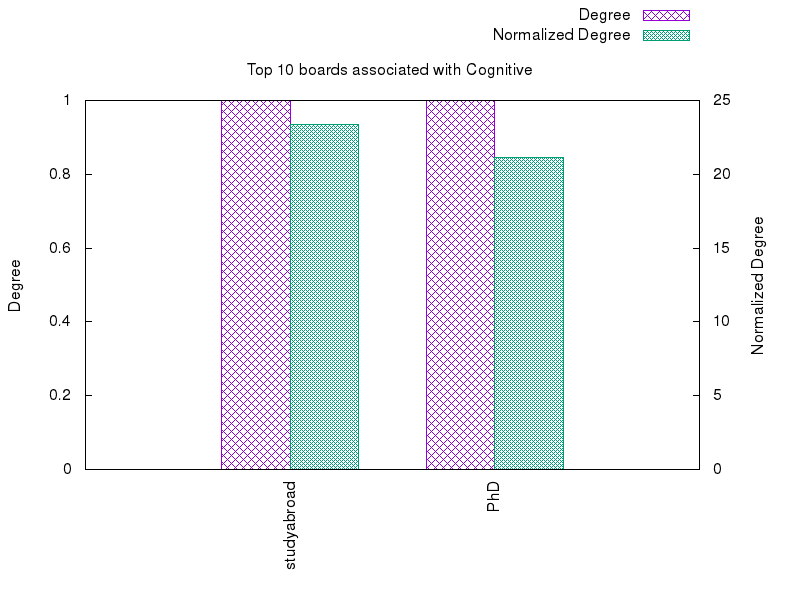 Degree
Normalized Degree
Top 10 boards associated with Cognitive
1
0.8
0.6
0.4
0.2
0
25
20
15
10
5
0
Degree
Normalized Degree
studyabroad
PhD